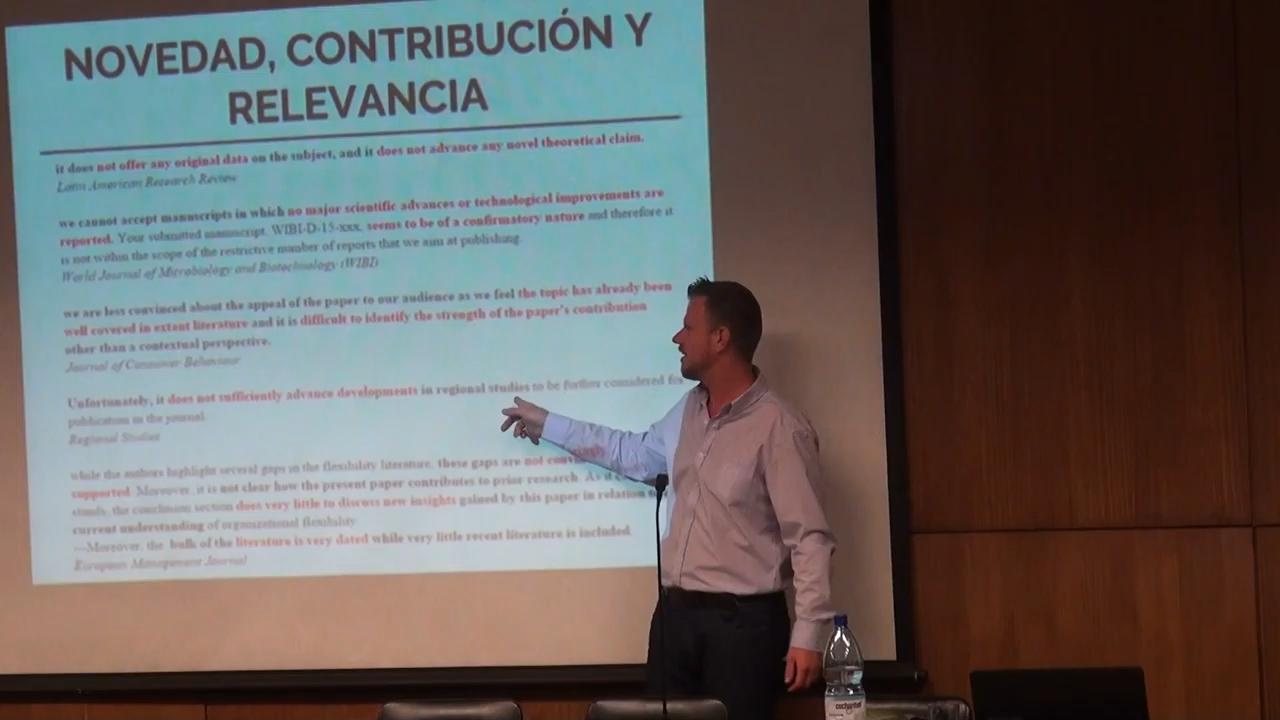 NOVEDAD, CONTRIBUCIÓN Y
RELEVANCIA
it does not offer any original data on the subject, and it does not advance any novel theoretical claim.
Latin American Research Review
we cannot accept manuscripts in which no major scientific advances or technological improvements are
reported. Your submitted manuscript, WIBI-D-15-xxx, seems to be of a confirmatory nature and therefore it
is not within the scope of the restrictive number of reports that we aim at publishing.
World Journal of Microbiology and Biotechnology (WIBI)
we are less convinced about the appeal of the paper to our audience as we feel the topic has already been
well covered in extant literature and it is difficult to identify the strength of the paper's contribution
other than a contextual perspective.
Journal of Consumer Behaviour
Unfortunately, it does not sufficiently advance developments in regional studies to be further considered for
publication in the journal.
Regional Studies
while the authors highlight several gaps in the flexibility literature, these gaps are not
supported. Moreover, it is not clear how the present paper contributes to prior research. As it
stands, the conclusion section does very little to discuss new insights gained by this paper in relation
current understanding of organizational flexibility
---Moreover, the bulk of the literature is very dated while very little recent literature is included.
European Management Journal